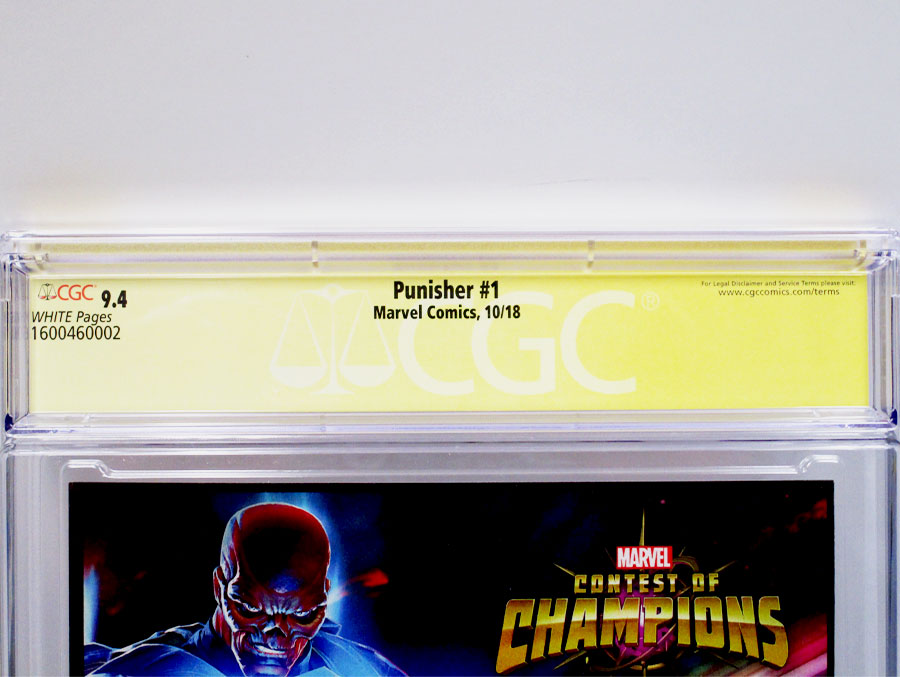 CGC 9.4
WHITE Pages
1600460002
Punisher #1
Marvel Comics, 10/18
For Legal Disclaimer and Service Terms please visit:
www.cgccomics.com/terms
CGC®
MARVEL
CONTEST OF
CHAMPIONS